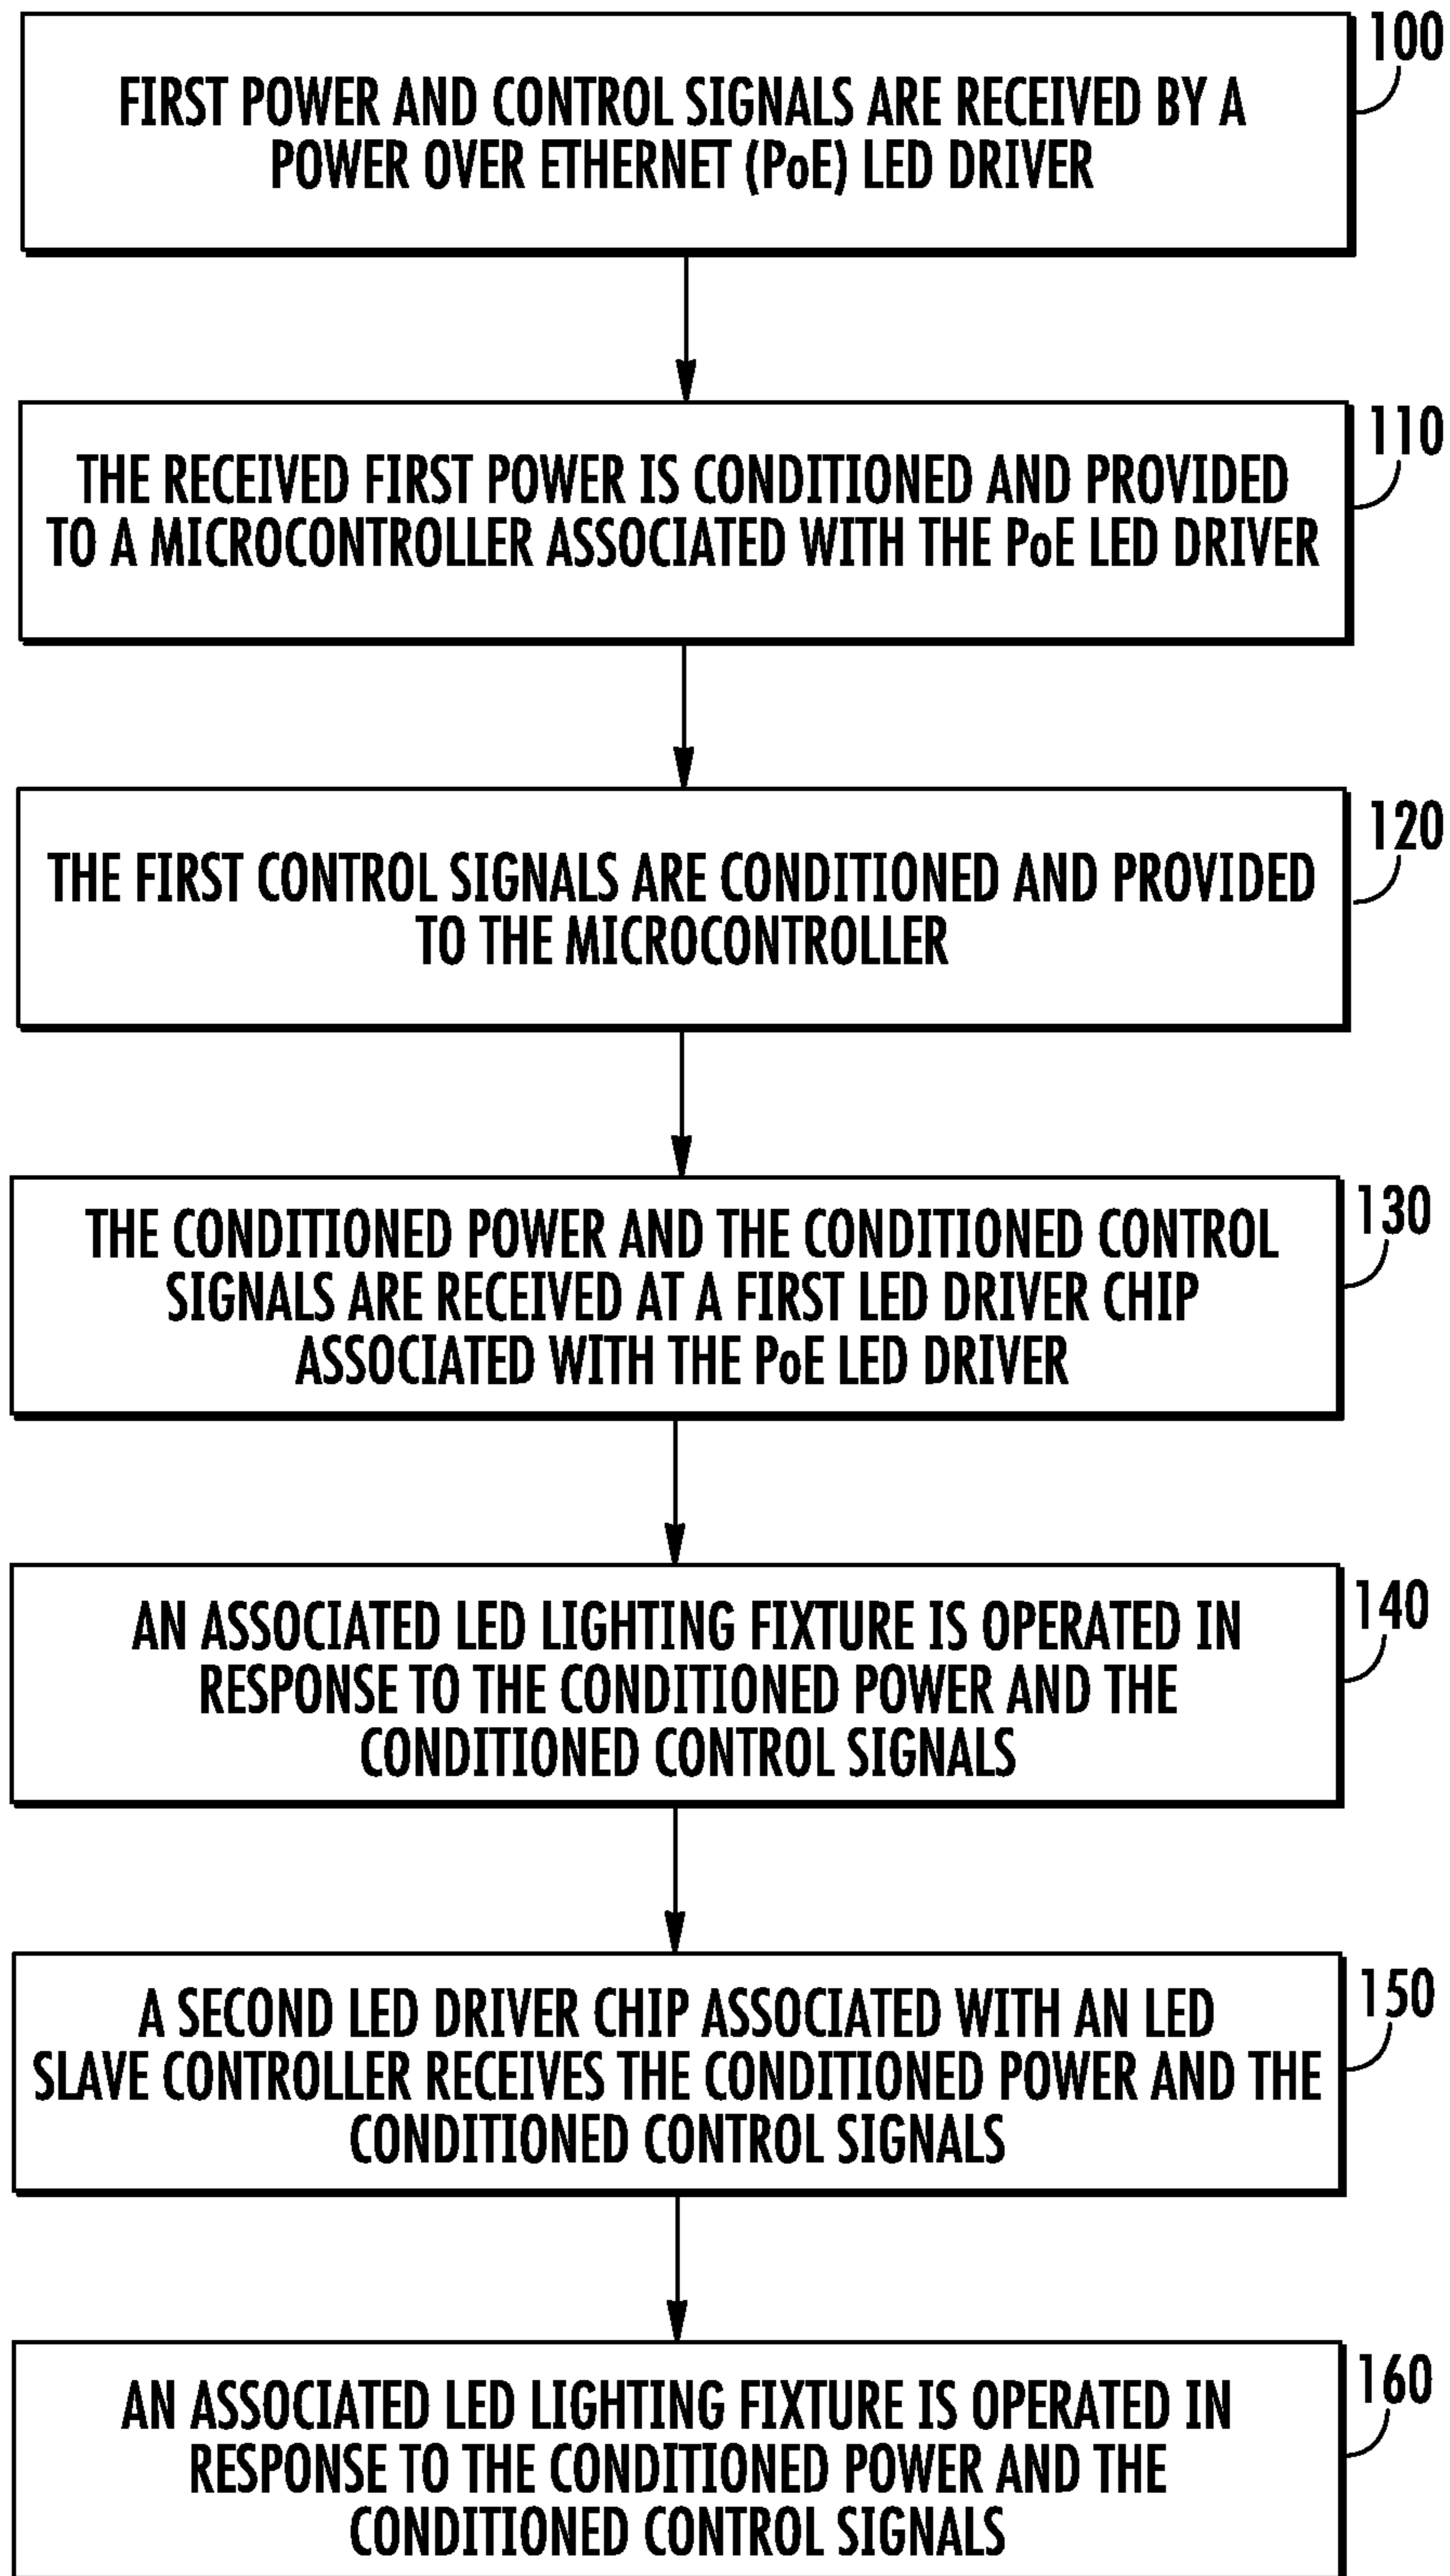 100
FIRST POWER AND CONTROL SIGNALS ARE RECEIVED BY A
POWER OVER ETHERNET (PoE) LED DRIVER
110
THE RECEIVED FIRST POWER IS CONDITIONED AND PROVIDED
TO A MICROCONTROLLER ASSOCIATED WITH THE PoE LED DRIVER
120
THE FIRST CONTROL SIGNALS ARE CONDITIONED AND PROVIDED
TO THE MICROCONTROLLER
130
THE CONDITIONED POWER AND THE CONDITIONED CONTROL
SIGNALS ARE RECEIVED AT A FIRST LED DRIVER CHIP
ASSOCIATED WITH THE PoE LED DRIVER
140
AN ASSOCIATED LED LIGHTING FIXTURE IS OPERATED IN
RESPONSE TO THE CONDITIONED POWER AND THE
CONDITIONED CONTROL SIGNALS
150
A SECOND LED DRIVER CHIP ASSOCIATED WITH AN LED
SLAVE CONTROLLER RECEIVES THE CONDITIONED POWER AND THE
CONDITIONED CONTROL SIGNALS
160
AN ASSOCIATED LED LIGHTING FIXTURE IS OPERATED IN
RESPONSE TO THE CONDITIONED POWER AND THE
CONDITIONED CONTROL SIGNALS